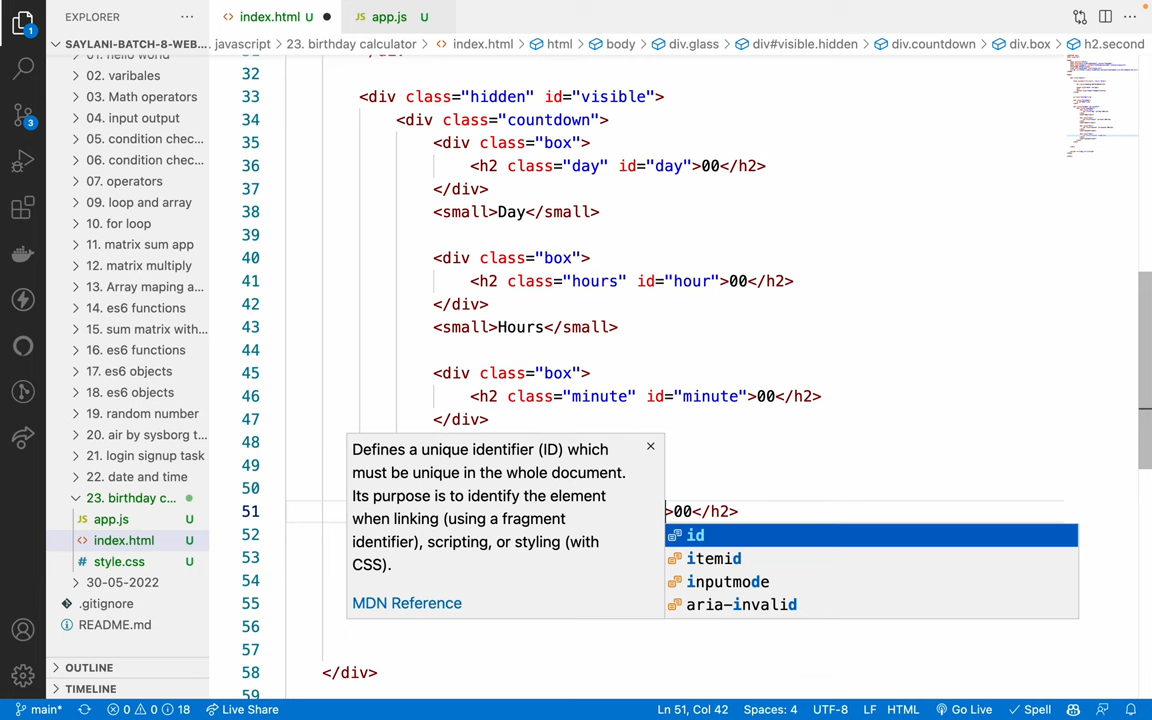 EXPLORER
index.html U
JS app.js U
SAYLANI-BATCH-8-WEB...
javascript > 23. birthday calculator > index.html > html > body > div.glass > div#visible.hidden > div.countdown > div.box > h2.second
02. varibales
03. Math operators
04. input output
05. condition chec...
06. condition chec...
07. operators
09. loop and array
10. for loop
11. matrix sum app
12. matrix multiply
13. Array maping a...
14. es6 functions
15. sum matrix with...
16. es6 functions
17. es6 objects
18. es6 objects
19. random number
20. air by sysborg t...
21. login signup task
22. date and time
23. birthday c...
JS app.js U
index.html U
# style.css U
30-05-2022
.gitignore
README.md
OUTLINE
TIMELINE
32
33 <div class="hidden" id="visible">
34 <div class="countdown">
35 <div class="box">
36 <h2 class="day" id="day">00</h2>
37 </div>
38 <small>Day</small>
39
40 <div class="box">
41 <h2 class="hours" id="hour">00</h2>
42 </div>
43 <small>Hours</small>
44
45 <div class="box">
46 <h2 class="minute" id="minute">00</h2>
47 </div>
48
49
50
51 >00</h2>
52
53
54
55
56
57
58 </div>
59
Defines a unique identifier (ID) which
must be unique in the whole document.
Its purpose is to identify the element
when linking (using a fragment
identifier), scripting, or styling (with
CSS).
MDN Reference
id
itemid
inputmode
aria-invalid
1
3
main*
0 0 18
Live Share
Ln 51, Col 42
Spaces: 4
UTF-8
LF
HTML
Go Live
Spell